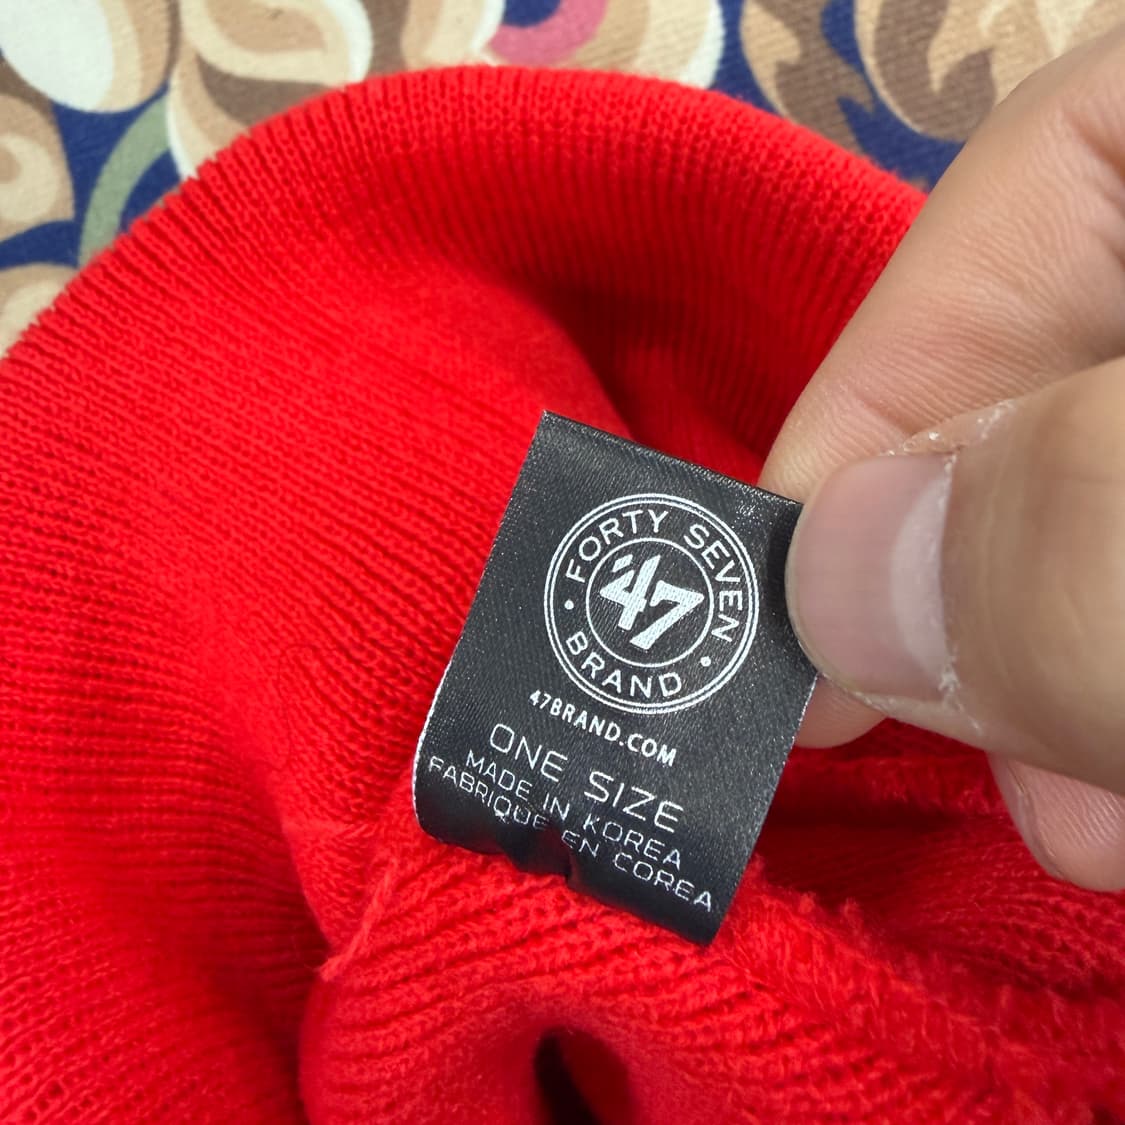 FORTY SEVEN
'47
BRAND
47BRAND.COM
ONE SIZE
MADE IN KOREA
FABRIQUE EN COREA